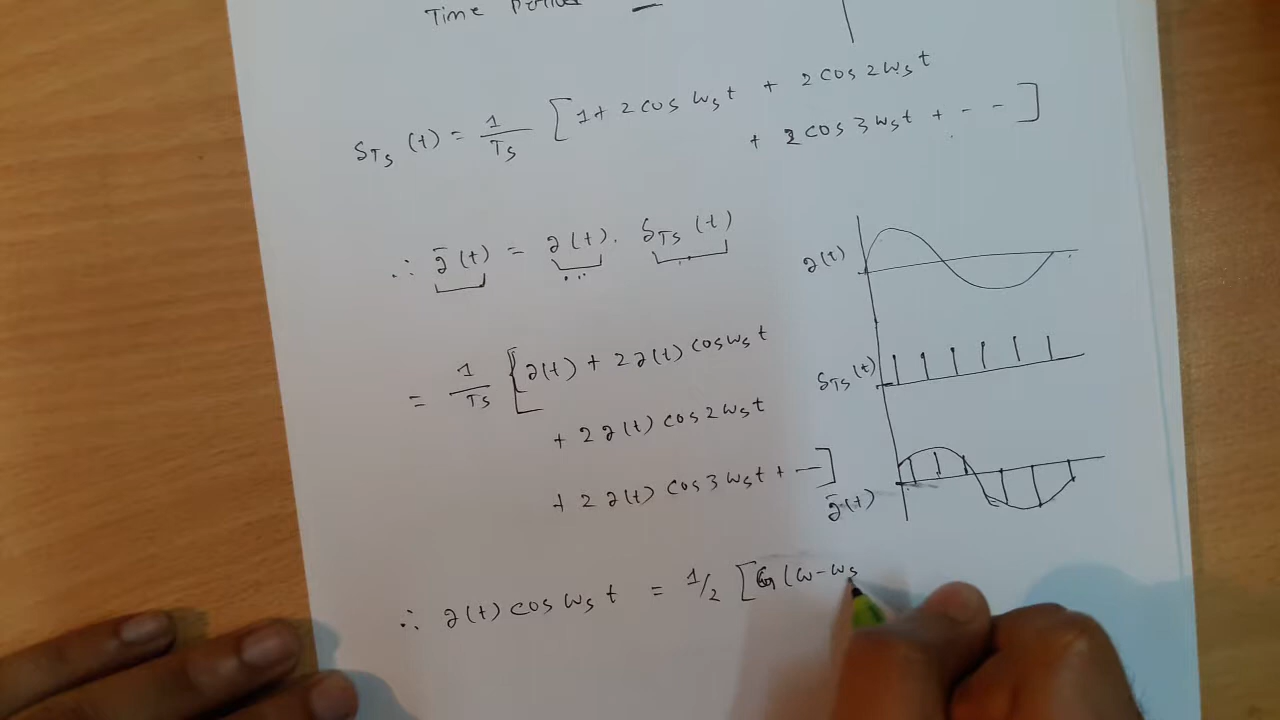 Time Period
δTs (t) = 1/Ts [1 + 2 cos ωst + 2 cos 2ωst
+ 2 cos 3ωst + - - ]
∴ g̅(t) = g(t) . δTs (t)
g(t)
= 1/Ts [g(t) + 2 g(t) cos ωst
δTs (t)
+ 2 g(t) cos 2ωst
+ 2 g(t) cos 3ωst + — ]
g̅(t)
∴ g(t) cos ωs t = 1/2 [G (ω - ωs